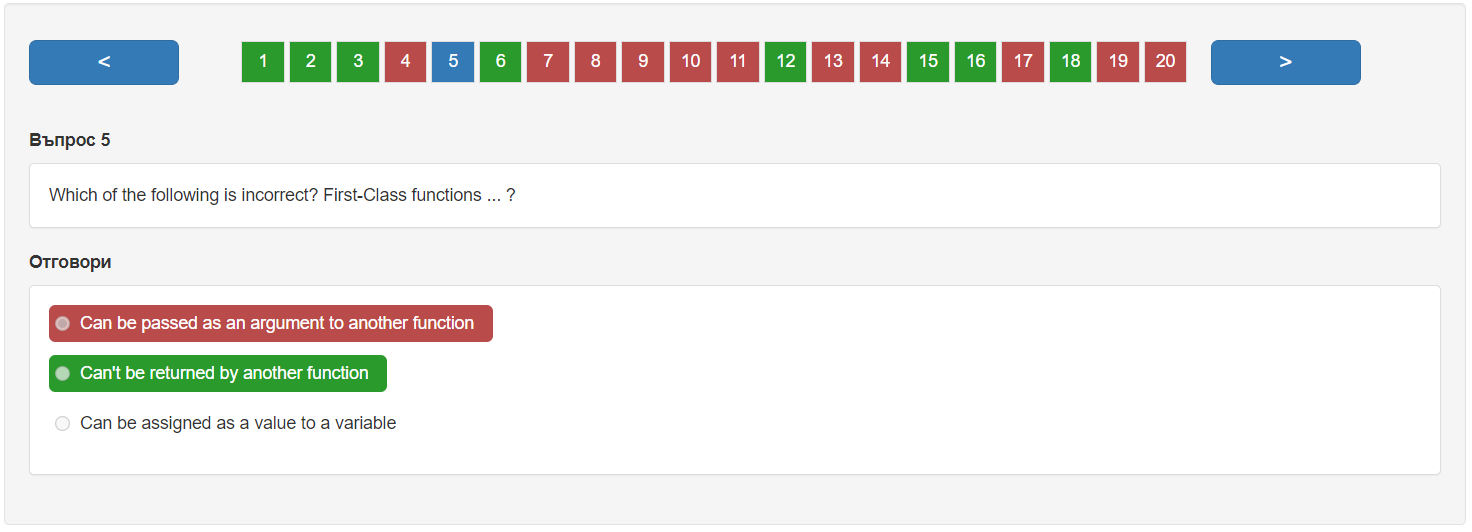 < 1 2 3 4 5 6 7 8 9 10 11 12 13 14 15 16 17 18 19 20 >
Въпрос 5
Which of the following is incorrect? First-Class functions ... ?
Отговори
Can be passed as an argument to another function
Can't be returned by another function
Can be assigned as a value to a variable